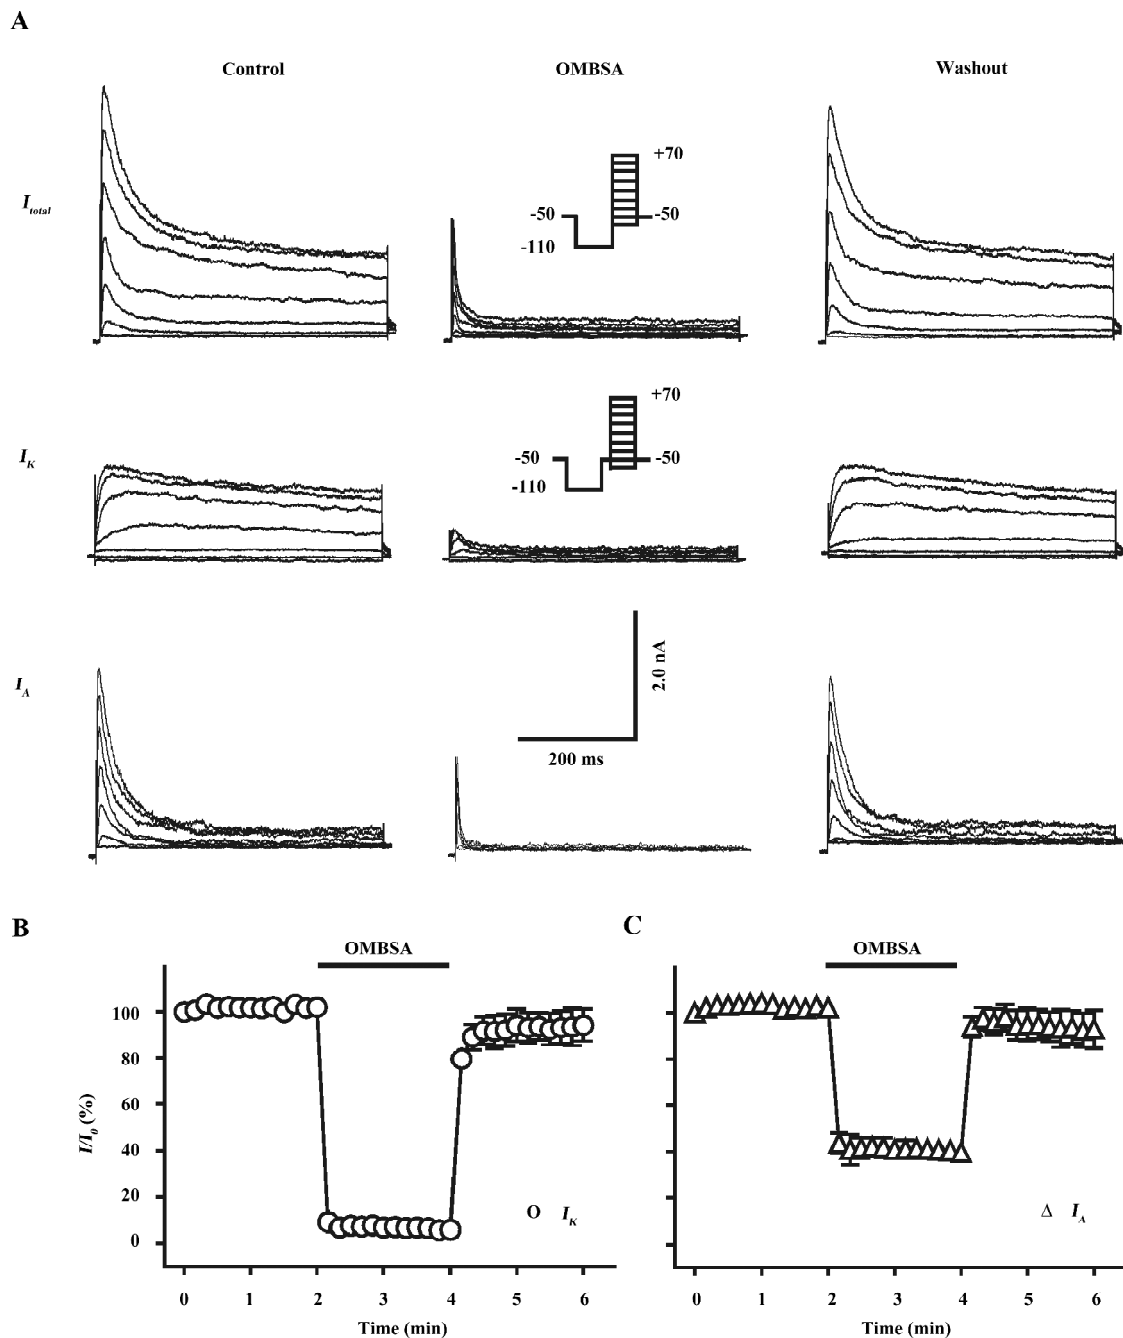 A
Control OMBSA Washout
I_total
+70
-50 -50
-110
I_K
+70
-50 -50
-110
I_A
2.0 nA
200 ms
B C
OMBSA OMBSA
100
80
60
40
20
0
I/I_0 (%)
O I_K
Δ I_A
0 1 2 3 4 5 6 0 1 2 3 4 5 6
Time (min) Time (min)